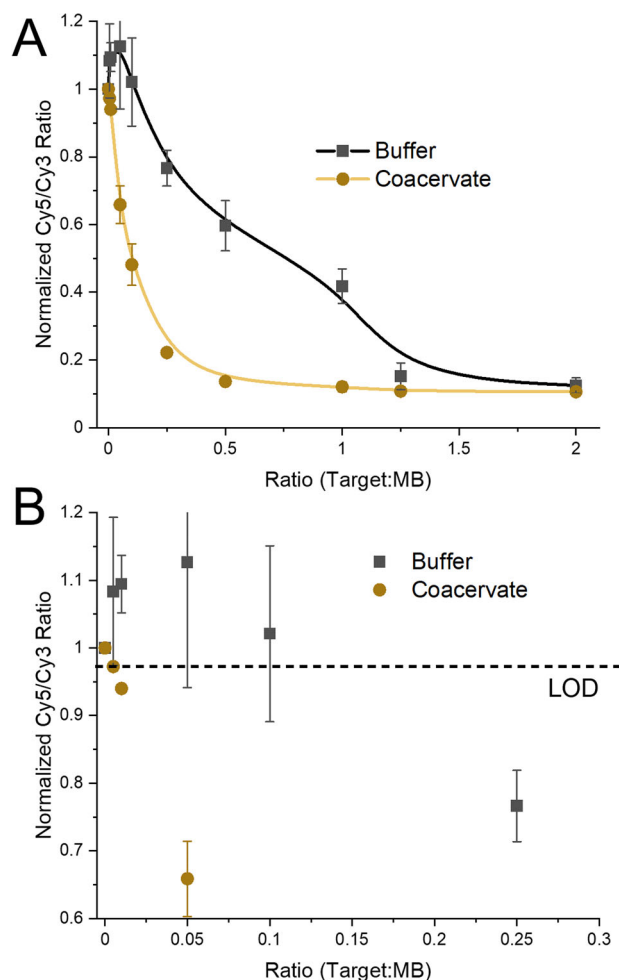 A
1.2
1
0.8
0.6
0.4
0.2
0
Normalized Cy5/Cy3 Ratio
Buffer
Coacervate
0
0.5
1
1.5
2
Ratio (Target:MB)
B
1.2
1.1
1
0.9
0.8
0.7
0.6
Normalized Cy5/Cy3 Ratio
Buffer
Coacervate
LOD
0
0.05
0.1
0.15
0.2
0.25
0.3
Ratio (Target:MB)